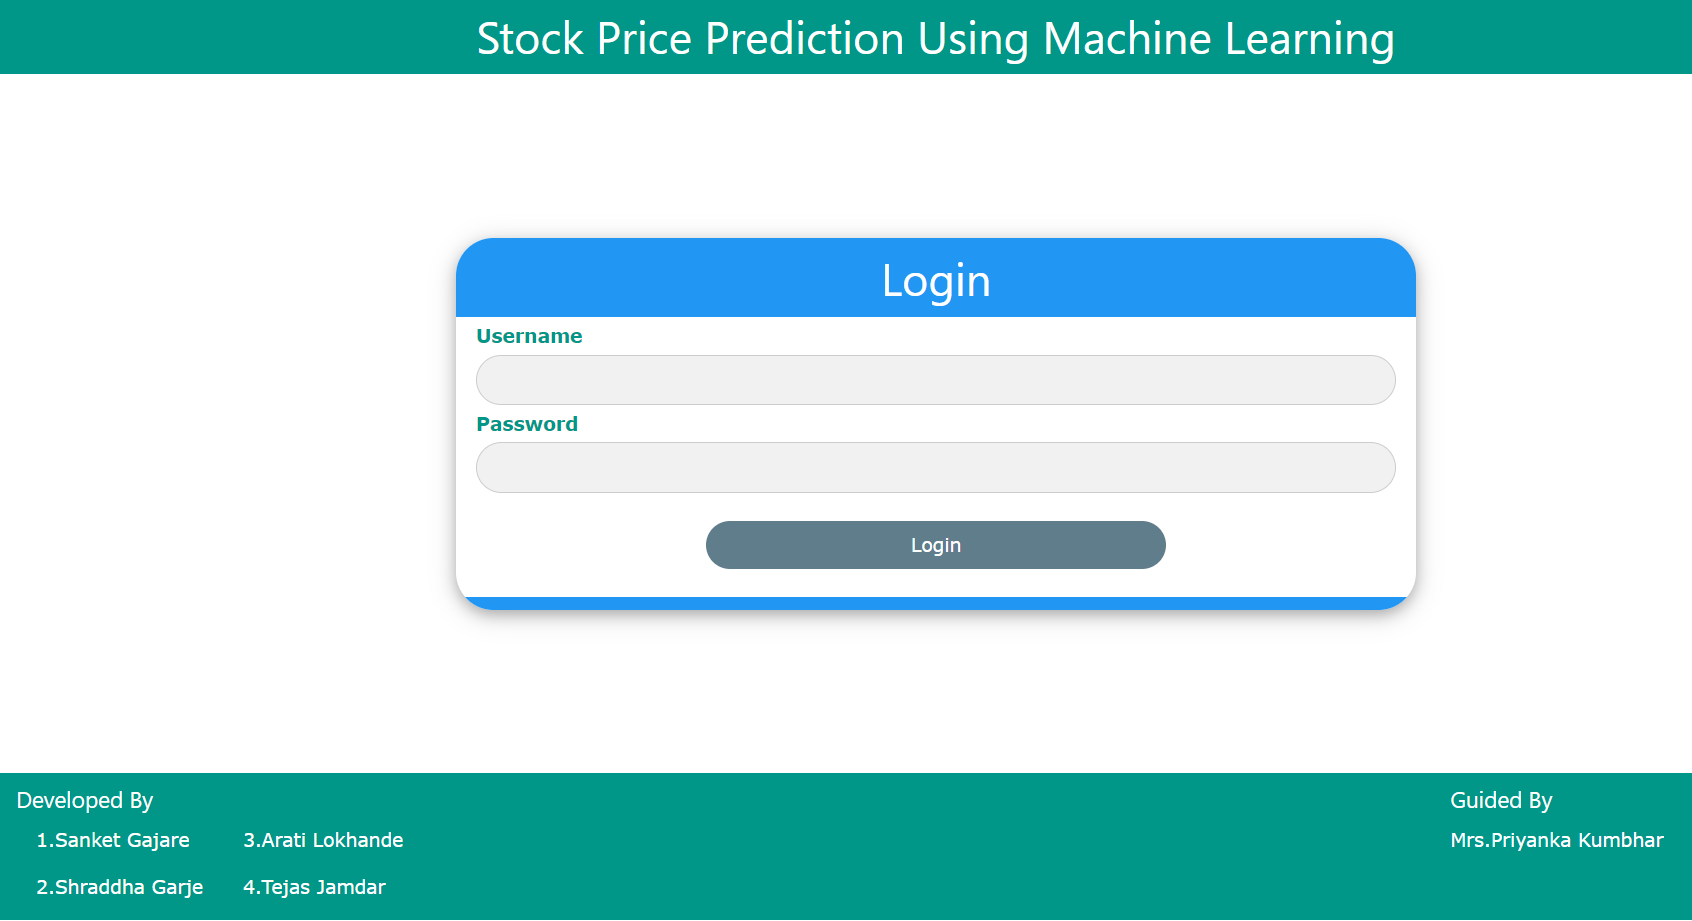 Stock Price Prediction Using Machine Learning
Login
Username
Password
Login
Developed By
1.Sanket Gajare
3.Arati Lokhande
2.Shraddha Garje
4.Tejas Jamdar
Guided By
Mrs.Priyanka Kumbhar